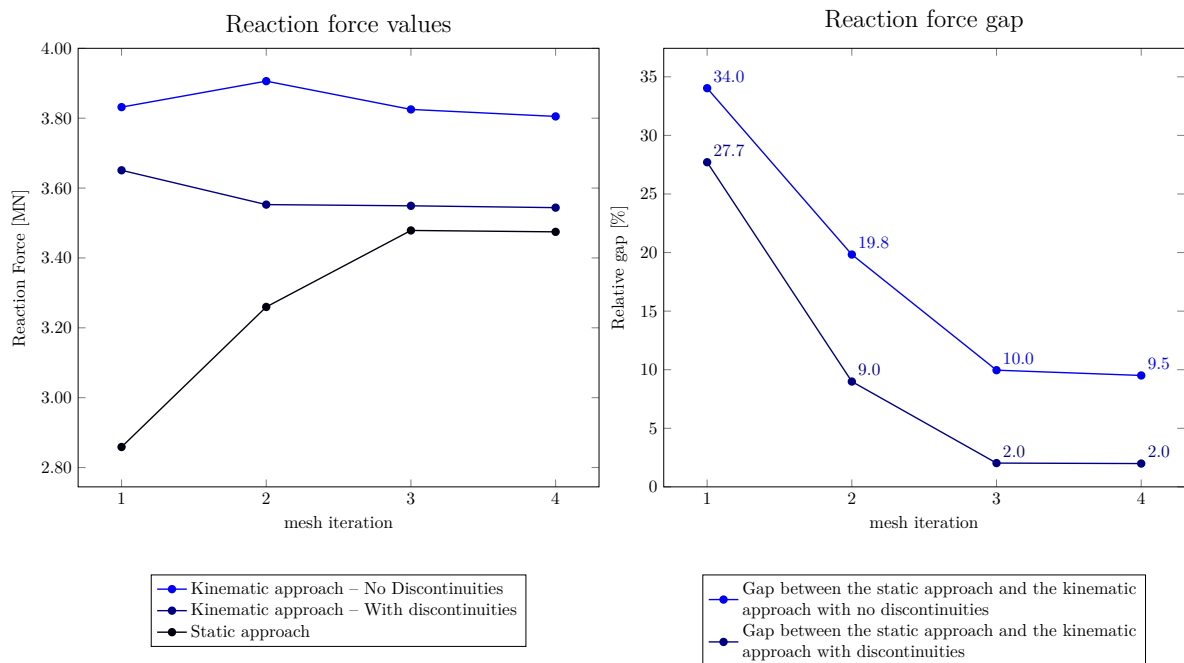 Reaction force values
4.00
3.80
3.60
3.40
3.20
3.00
2.80
Reaction Force [MN]
1 2 3 4
mesh iteration
Kinematic approach – No Discontinuities
Kinematic approach – With discontinuities
Static approach
Reaction force gap
35
30
25
20
15
10
5
0
Relative gap [%]
34.0
27.7
19.8
9.0
10.0
2.0
9.5
2.0
1 2 3 4
mesh iteration
Gap between the static approach and the kinematic
approach with no discontinuities
Gap between the static approach and the kinematic
approach with discontinuities